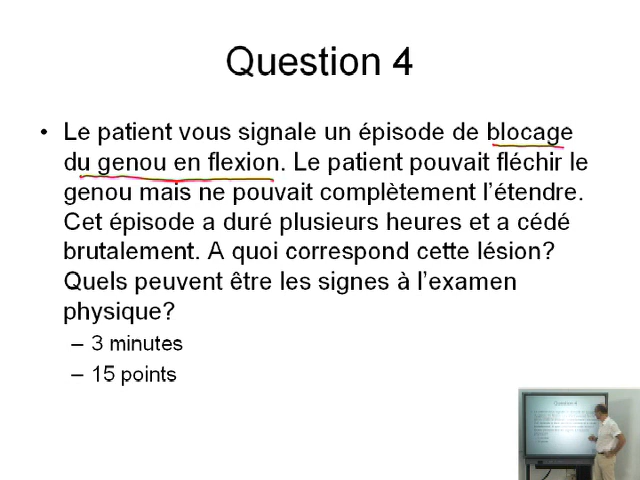 Question 4
• Le patient vous signale un épisode de blocage
du genou en flexion. Le patient pouvait fléchir le
genou mais ne pouvait complètement l'étendre.
Cet épisode a duré plusieurs heures et a cédé
brutalement. A quoi correspond cette lésion?
Quels peuvent être les signes à l'examen
physique?
– 3 minutes
– 15 points
Question 4